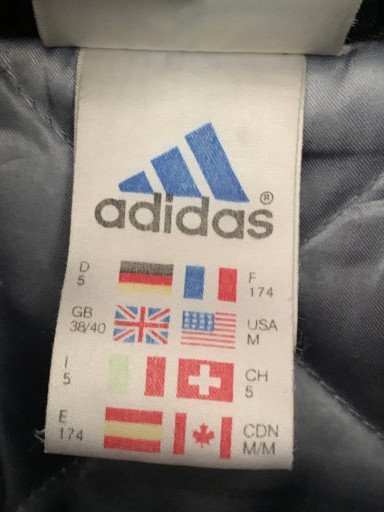 adidas®
D F
5 174
GB USA
38/40 M
I CH
5 5
E CDN
174 M/M